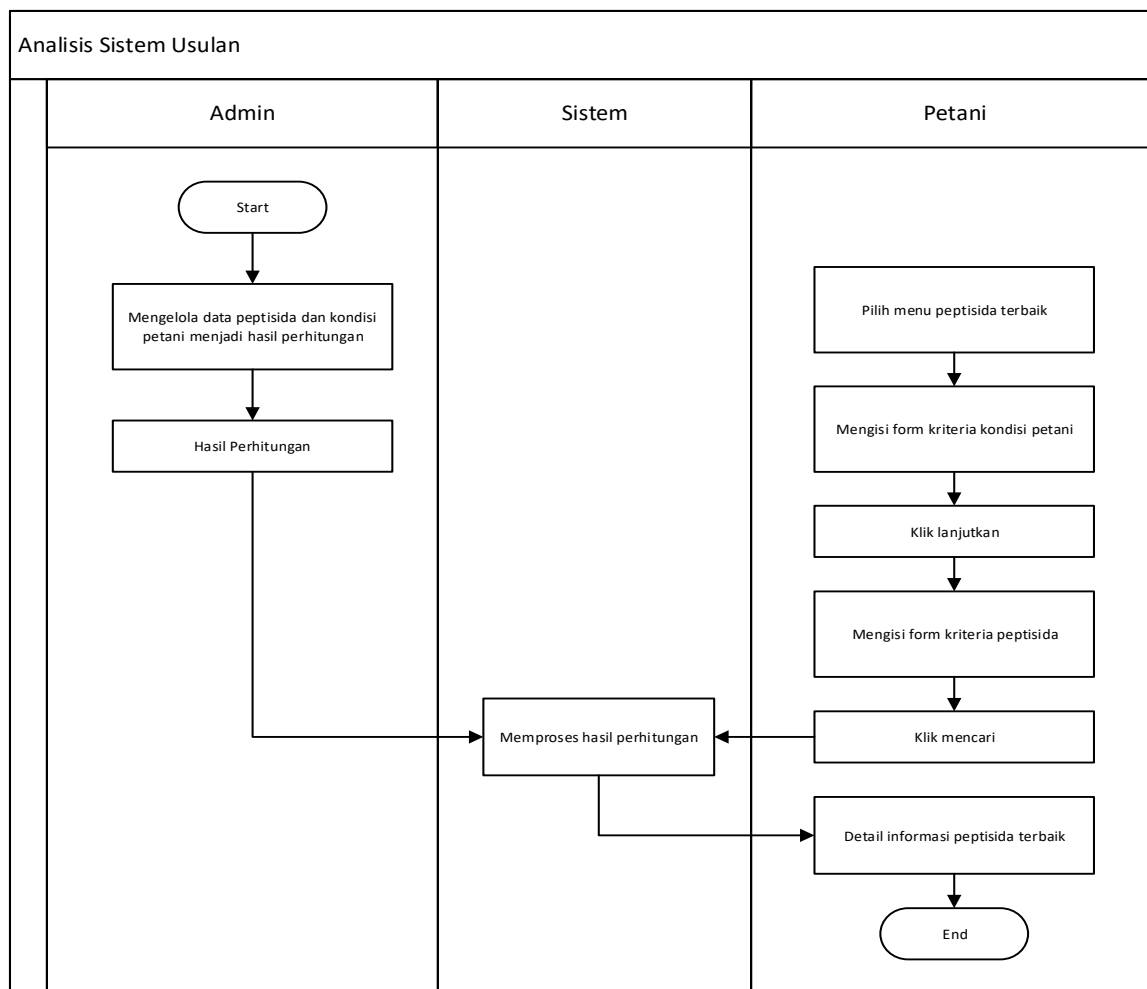 Analisis Sistem Usulan
Admin
Sistem
Petani
Start
Mengelola data peptisida dan kondisi
petani menjadi hasil perhitungan
Hasil Perhitungan
Memproses hasil perhitungan
Pilih menu peptisida terbaik
Mengisi form kriteria kondisi petani
Klik lanjutkan
Mengisi form kriteria peptisida
Klik mencari
Detail informasi peptisida terbaik
End